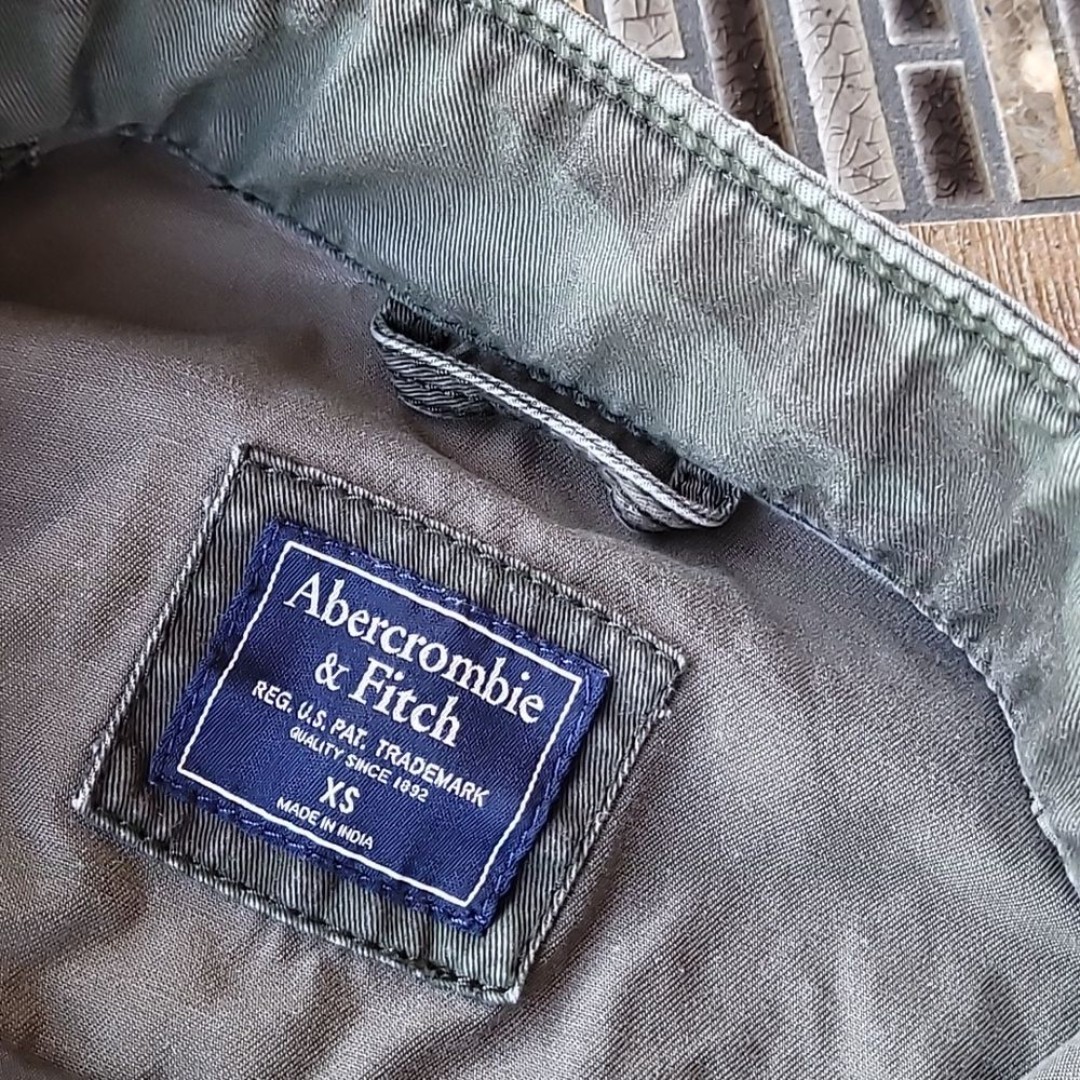 Abercrombie
& Fitch
REG. U.S. PAT. TRADEMARK
QUALITY SINCE 1892
XS
MADE IN INDIA